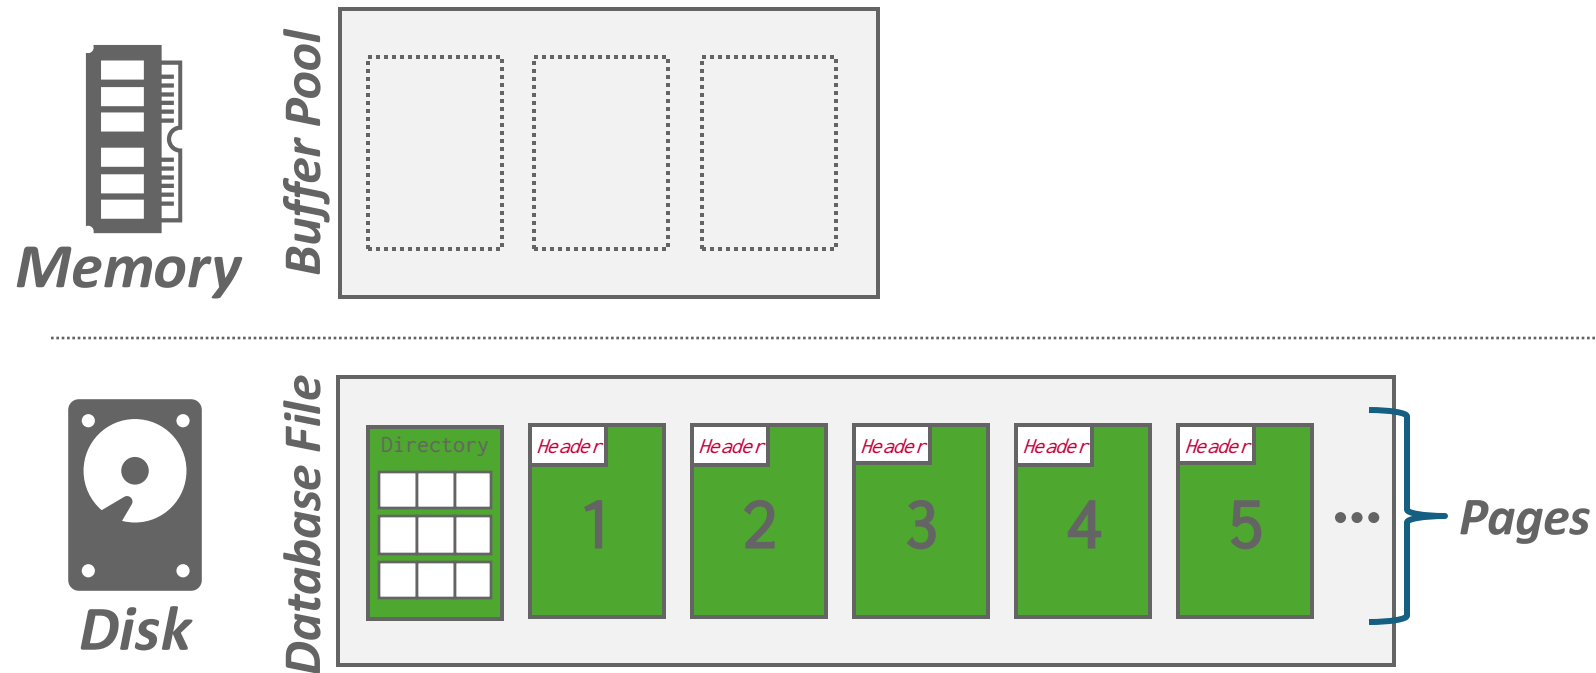 Memory
Buffer Pool
Disk
Database File
Directory
Header
1
Header
2
Header
3
Header
4
Header
5
•••
Pages